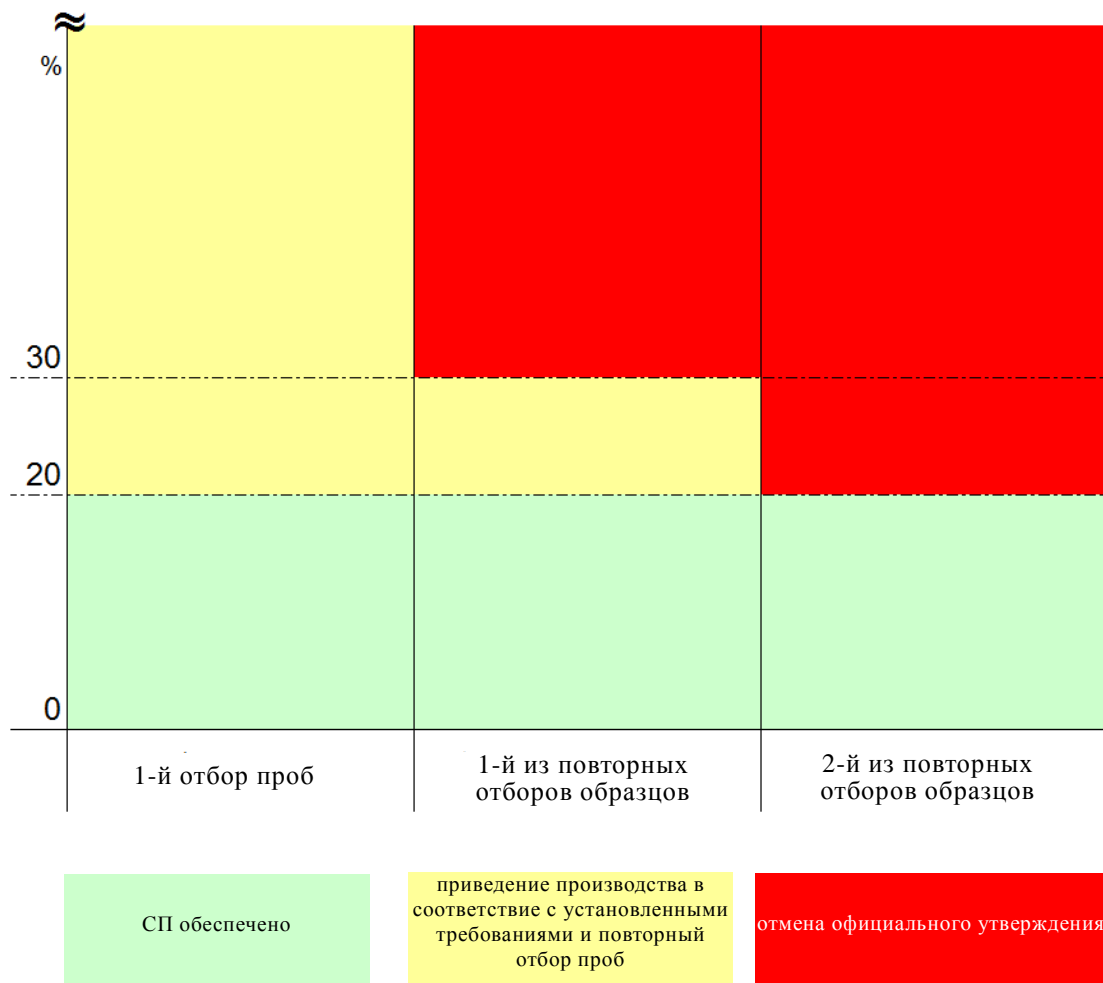 ≈
%
30
20
0
1-й отбор проб
1-й из повторных
отборов образцов
2-й из повторных
отборов образцов
СП обеспечено
приведение производства в
соответствие с установленными
требованиями и повторный
отбор проб
отмена официального утверждения